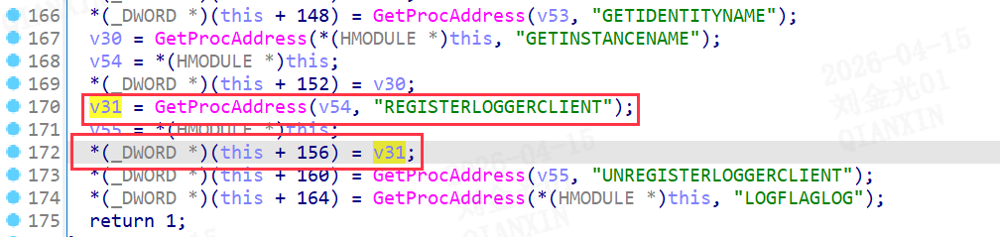 166 *(_DWORD *)(this + 148) = GetProcAddress(v53, "GETIDENTITYNAME");
167 v30 = GetProcAddress(*(HMODULE *)this, "GETINSTANCENAME");
168 v54 = *(HMODULE *)this;
169 *(_DWORD *)(this + 152) = v30;
170 v31 = GetProcAddress(v54, "REGISTERLOGGERCLIENT");
171 v55 = *(HMODULE *)this;
172 *(_DWORD *)(this + 156) = v31;
173 *(_DWORD *)(this + 160) = GetProcAddress(v55, "UNREGISTERLOGGERCLIENT");
174 *(_DWORD *)(this + 164) = GetProcAddress(*(HMODULE *)this, "LOGFLAGLOG");
175 return 1;
2026-04-15
刘金光01
QIANXIN